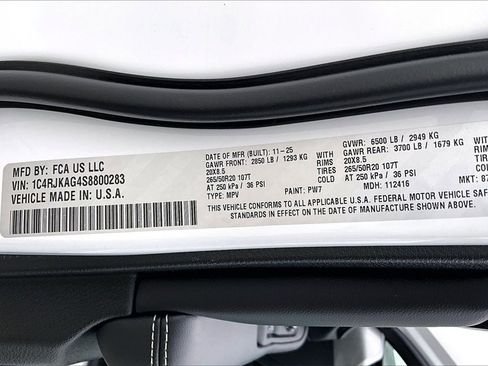 MFD BY: FCA US LLC
VIN: 1C4RJKAG4S8800283
VEHICLE MADE IN: U.S.A.
DATE OF MFR (BUILT): 11-25 GVWR: 6500 LB / 2949 KG
GAWR FRONT: 2850 LB / 1293 KG GAWR REAR: 3700 LB / 1679 KG
20X8.5 RIMS 20X8.5
265/50R20 107T TIRES 265/50R20 107T
AT 250 kPa / 36 PSI AT 250 kPa / 36 PSI
TYPE: MPV PAINT: PW7 MDH: 112416 MKT:
THIS VEHICLE CONFORMS TO ALL APPLICABLE U.S.A. FEDERAL MOTOR VEHICLE
EFFECT ON THE DATE OF MANUFACTURE SHOWN ABOVE.